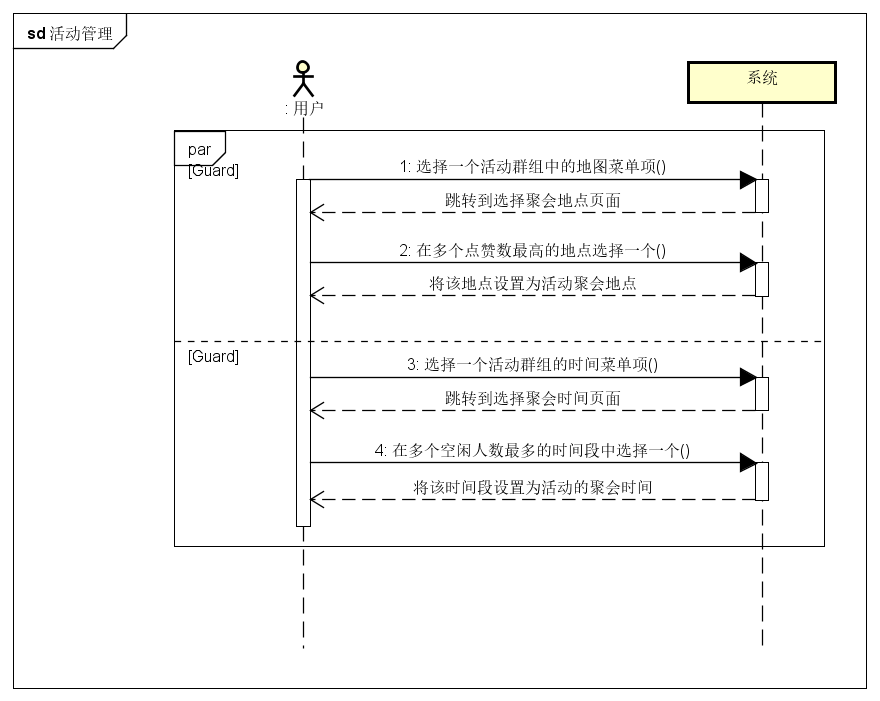 sd 活动管理
: 用户
系统
par
[Guard]
1: 选择一个活动群组中的地图菜单项()
跳转到选择聚会地点页面
2: 在多个点赞数最高的地点选择一个()
将该地点设置为活动聚会地点
[Guard]
3: 选择一个活动群组的时间菜单项()
跳转到选择聚会时间页面
4: 在多个空闲人数最多的时间段中选择一个()
将该时间段设置为活动的聚会时间